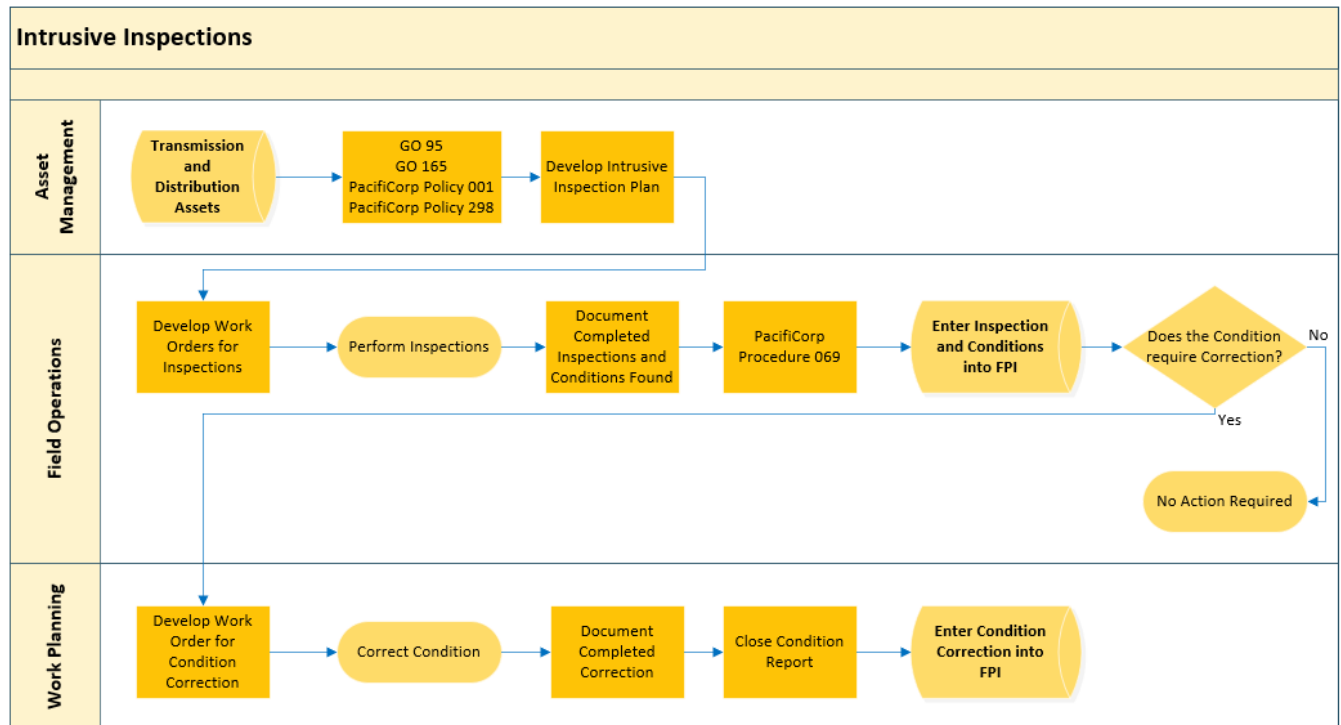 Intrusive Inspections
Asset
Management
Transmission
and
Distribution
Assets
GO 95
GO 165
PacifiCorp Policy 001
PacifiCorp Policy 298
Develop Intrusive
Inspection Plan
Field Operations
Develop Work
Orders for
Inspections
Perform Inspections
Document
Completed
Inspections and
Conditions Found
PacifiCorp
Procedure 069
Enter Inspection
and Conditions
into FPI
Does the Condition
require Correction?
No
Yes
No Action Required
Work Planning
Develop Work
Order for
Condition
Correction
Correct Condition
Document
Completed
Correction
Close Condition
Report
Enter Condition
Correction into
FPI